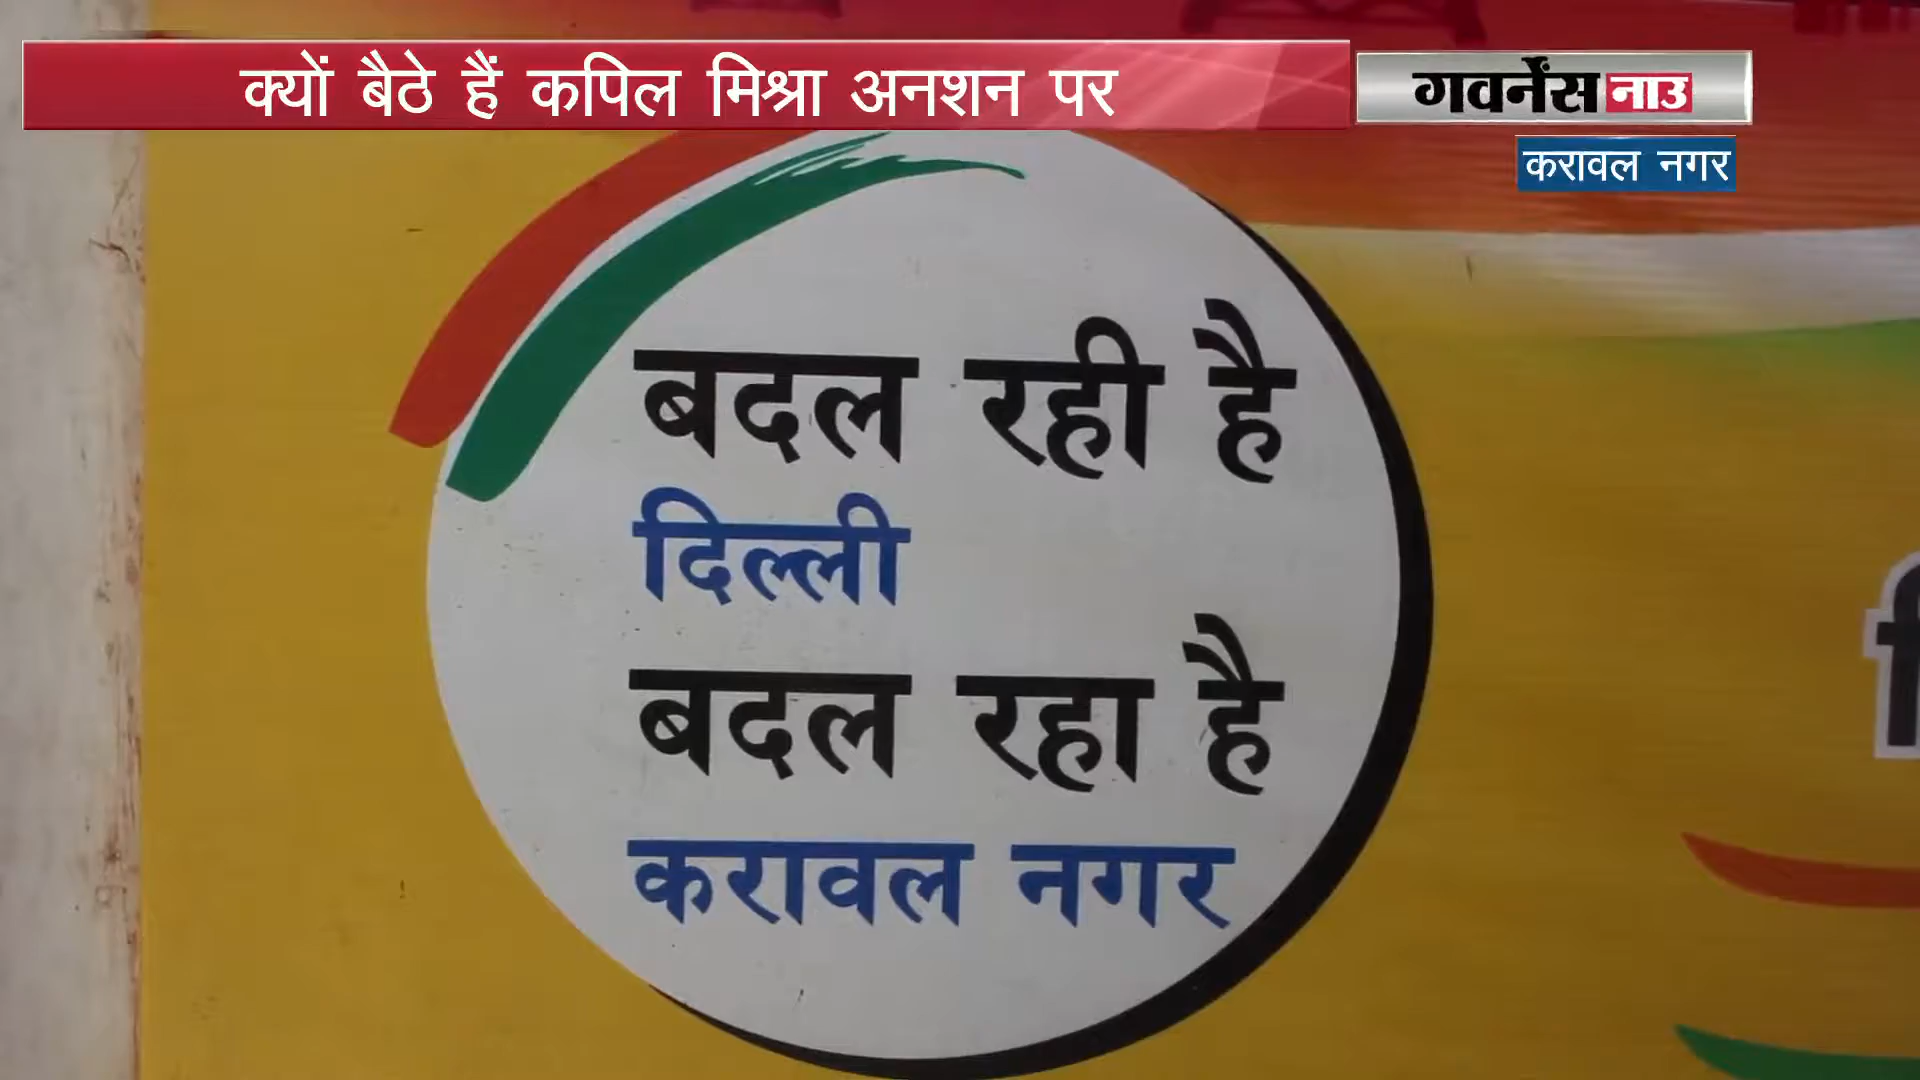 क्यों बैठे हैं कपिल मिश्रा अनशन पर
गवर्नेंस नाउ
करावल नगर
बदल रही है
दिल्ली
बदल रहा है
करावल नगर